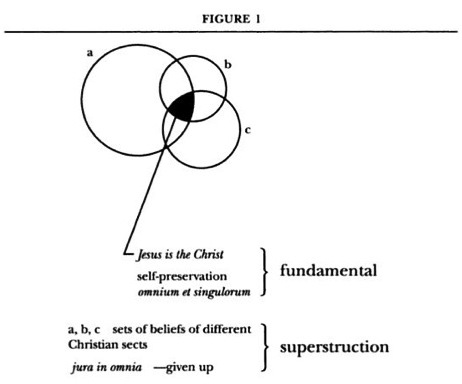 FIGURE 1
a
b
c
Jesus is the Christ
self-preservation
omnium et singulorum
fundamental
a, b, c sets of beliefs of different
Christian sects
jura in omnia —given up
superstruction